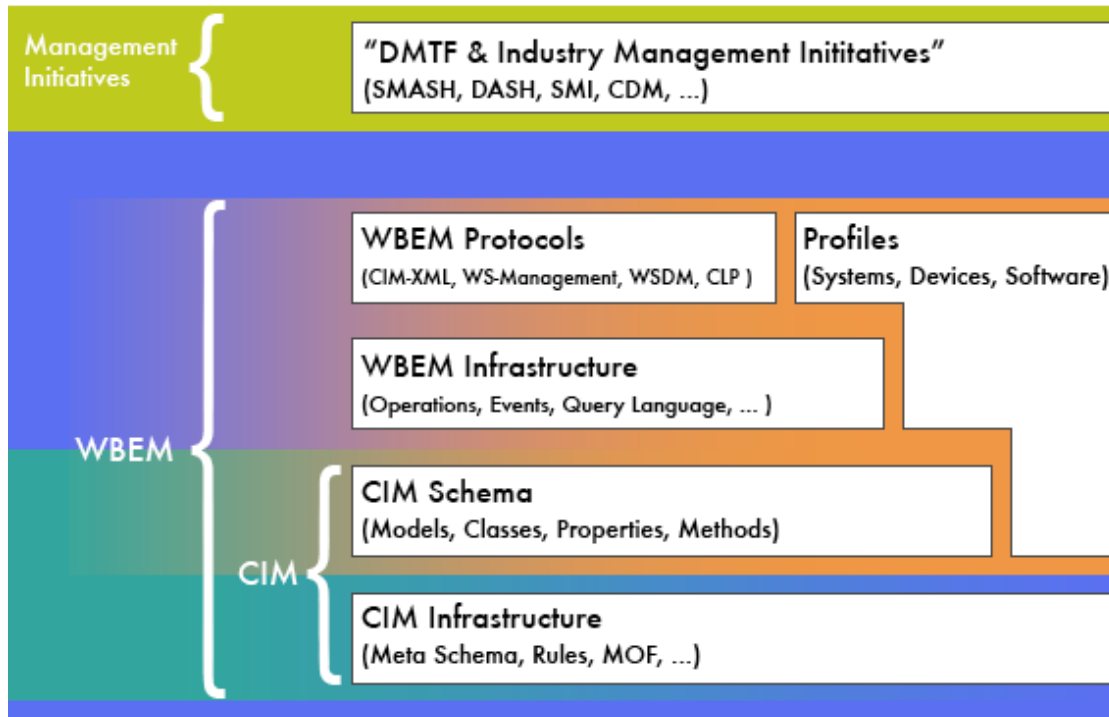 Management
Initiatives
“DMTF & Industry Management Inititatives”
(SMASH, DASH, SMI, CDM, ...)
WBEM Protocols
(CIM-XML, WS-Management, WSDM, CLP )
Profiles
(Systems, Devices, Software)
WBEM Infrastructure
(Operations, Events, Query Language, ... )
WBEM
CIM Schema
(Models, Classes, Properties, Methods)
CIM
CIM Infrastructure
(Meta Schema, Rules, MOF, ...)